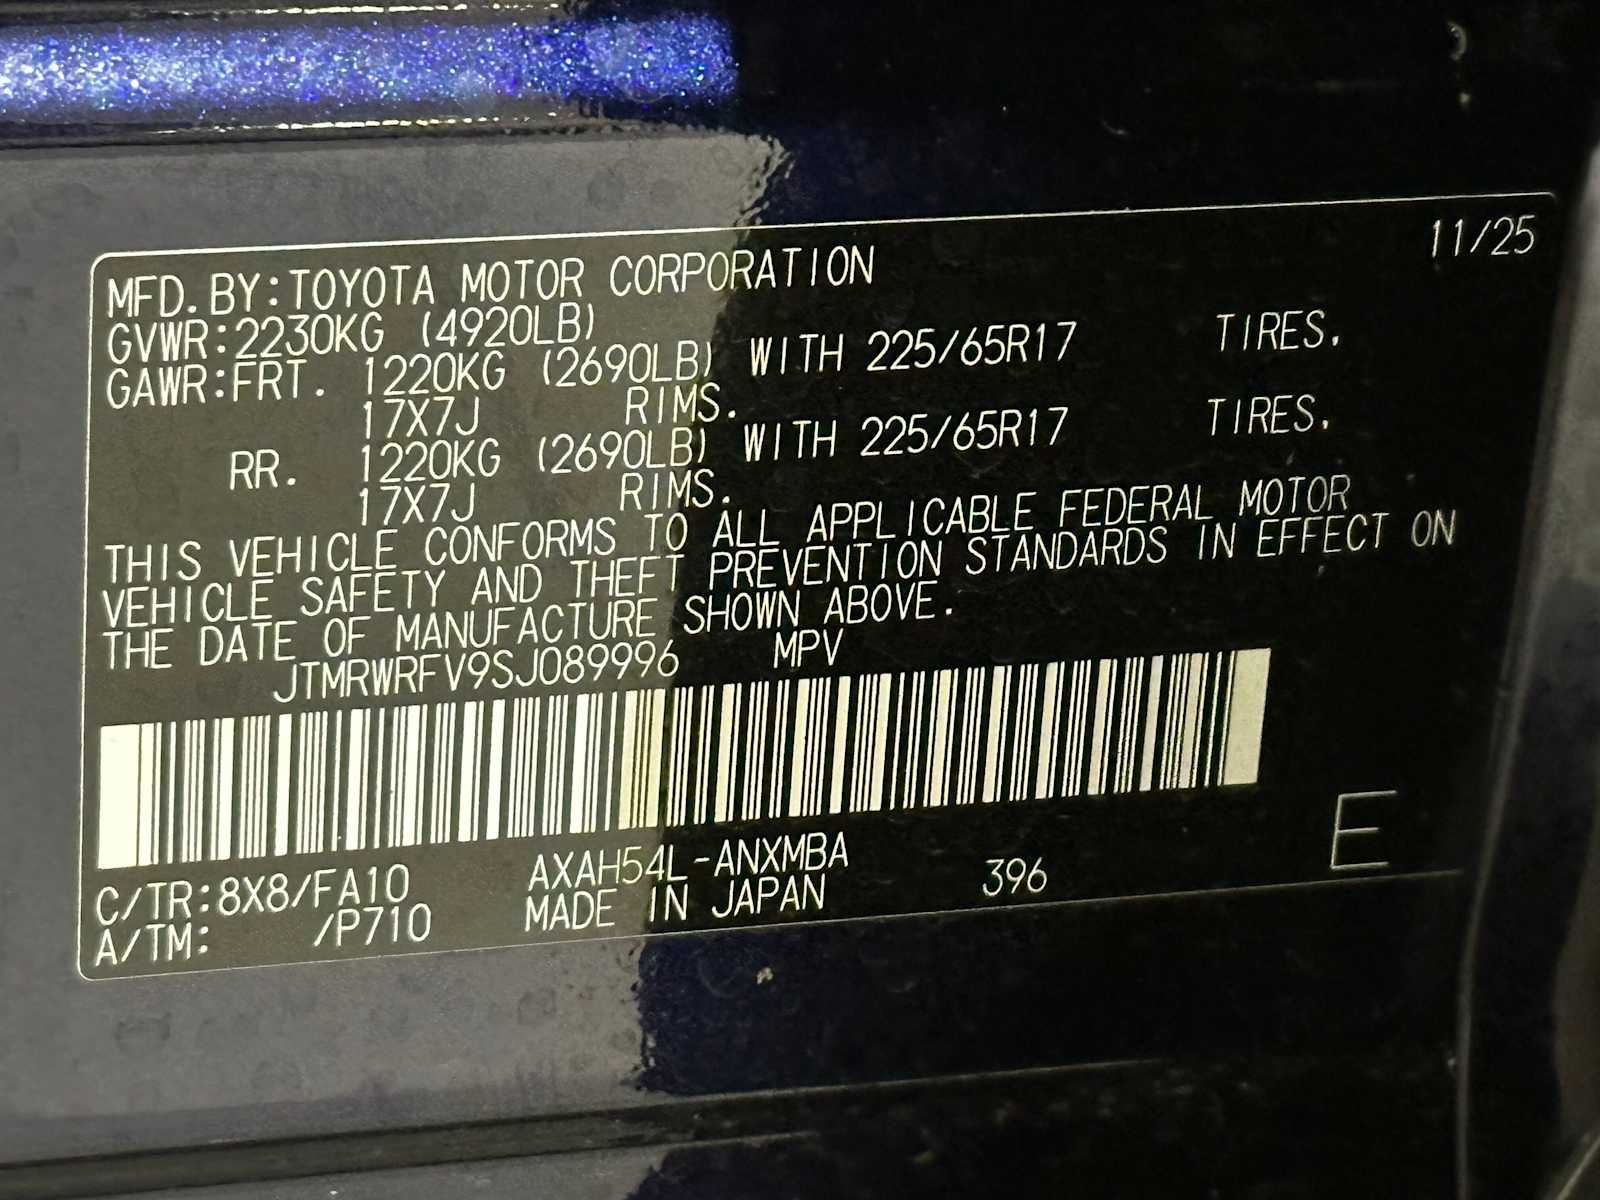 11/25
MFD.BY:TOYOTA MOTOR CORPORATION
GVWR:2230KG (4920LB)
GAWR:FRT. 1220KG (2690LB) WITH 225/65R17 TIRES.
17X7J RIMS.
RR. 1220KG (2690LB) WITH 225/65R17 TIRES.
17X7J RIMS.
THIS VEHICLE CONFORMS TO ALL APPLICABLE FEDERAL MOTOR
VEHICLE SAFETY AND THEFT PREVENTION STANDARDS IN EFFECT ON
THE DATE OF MANUFACTURE SHOWN ABOVE.
JTMRWRFV9SJ089996 MPV
C/TR:8X8/FA10 AXAH54L-ANXMBA 396 E
A/TM: /P710 MADE IN JAPAN